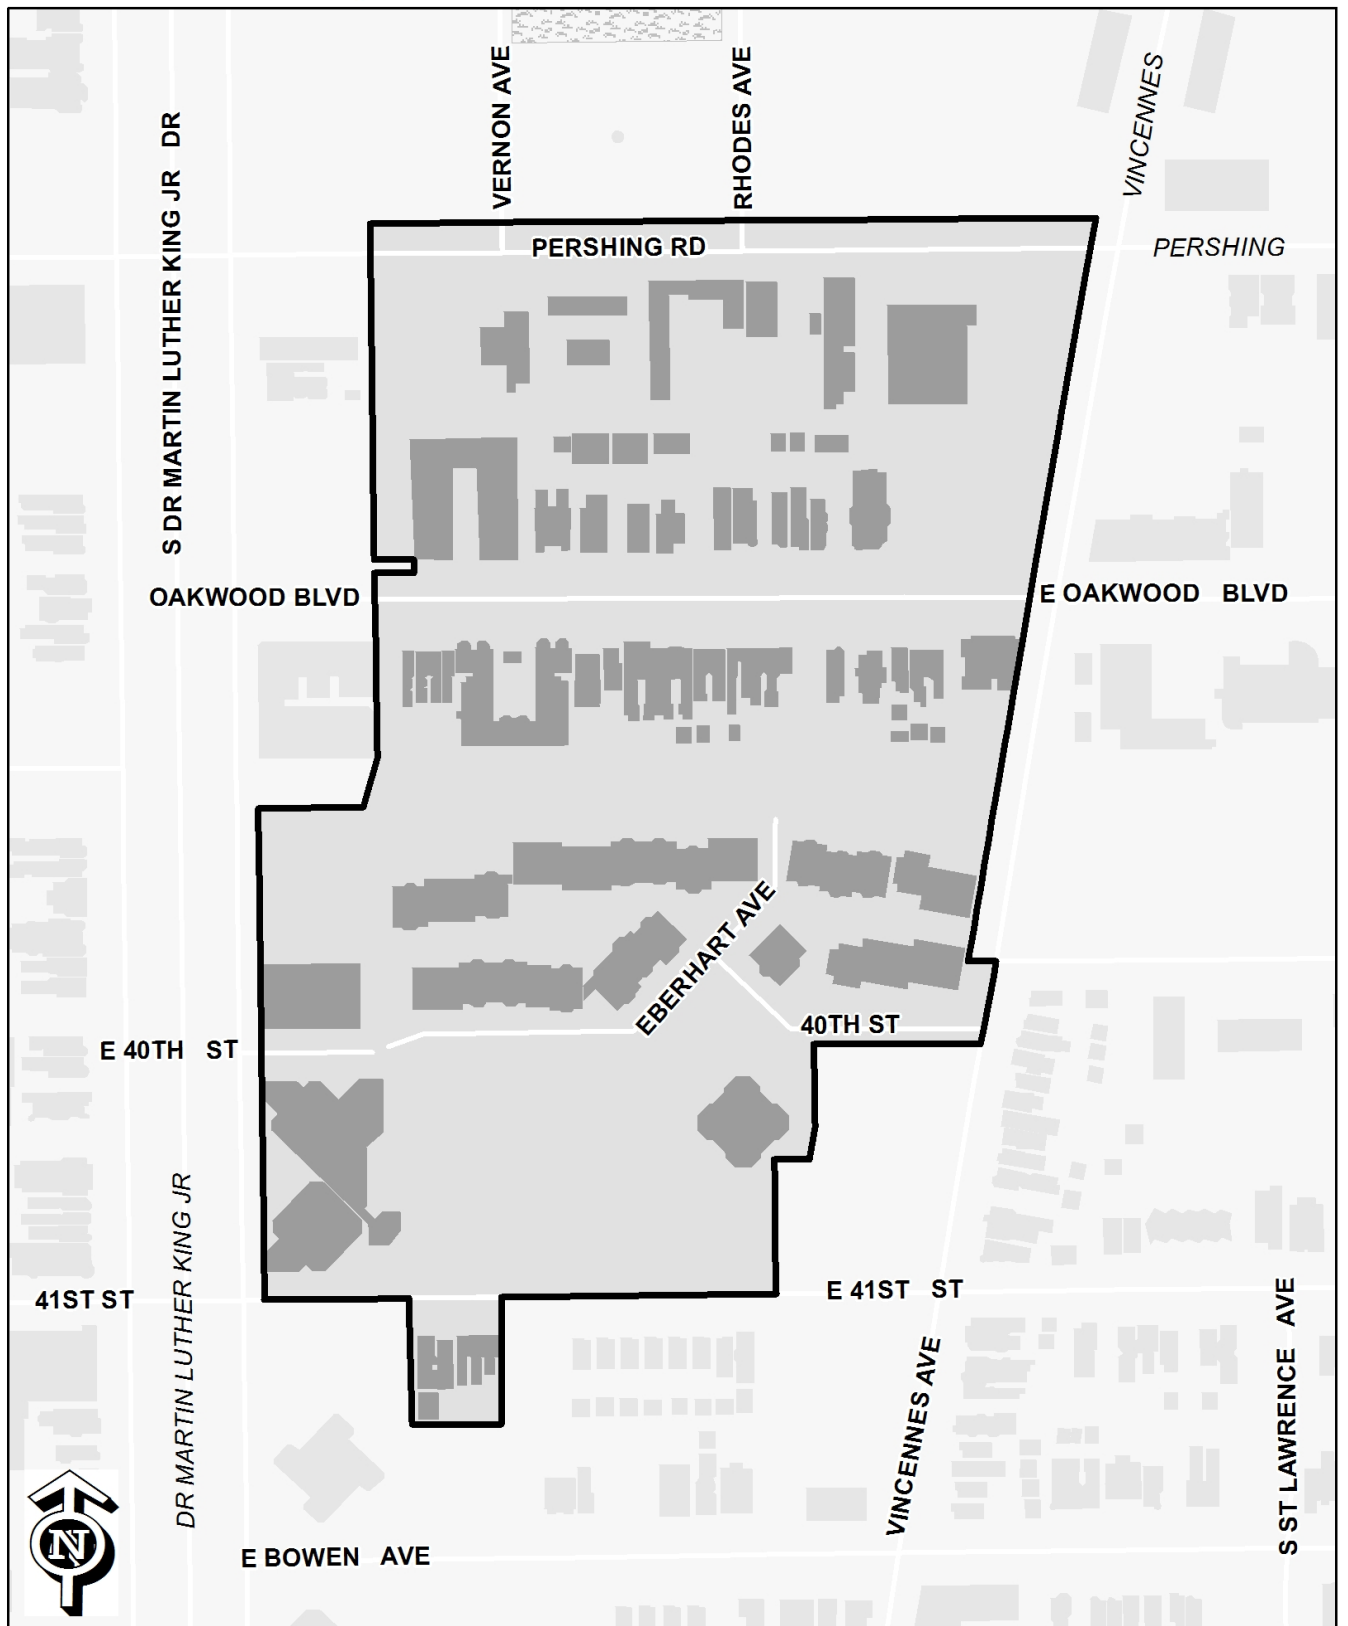 VERNON AVE
RHODES AVE
VINCENNES
S DR MARTIN LUTHER KING JR DR
PERSHING RD
PERSHING
OAKWOOD BLVD
E OAKWOOD BLVD
EBERHART AVE
40TH ST
E 40TH ST
DR MARTIN LUTHER KING JR
41ST ST
E 41ST ST
VINCENNES AVE
S ST LAWRENCE AVE
N
E BOWEN AVE